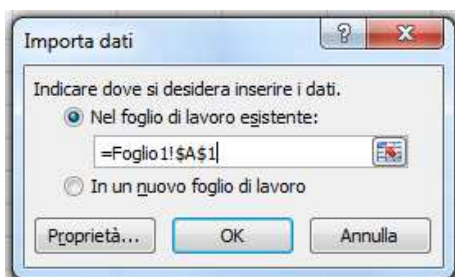 Importa dati
Indicare dove si desidera inserire i dati.
Nel foglio di lavoro esistente:
=Foglio1!$A$1
In un nuovo foglio di lavoro
Proprietà... OK Annulla